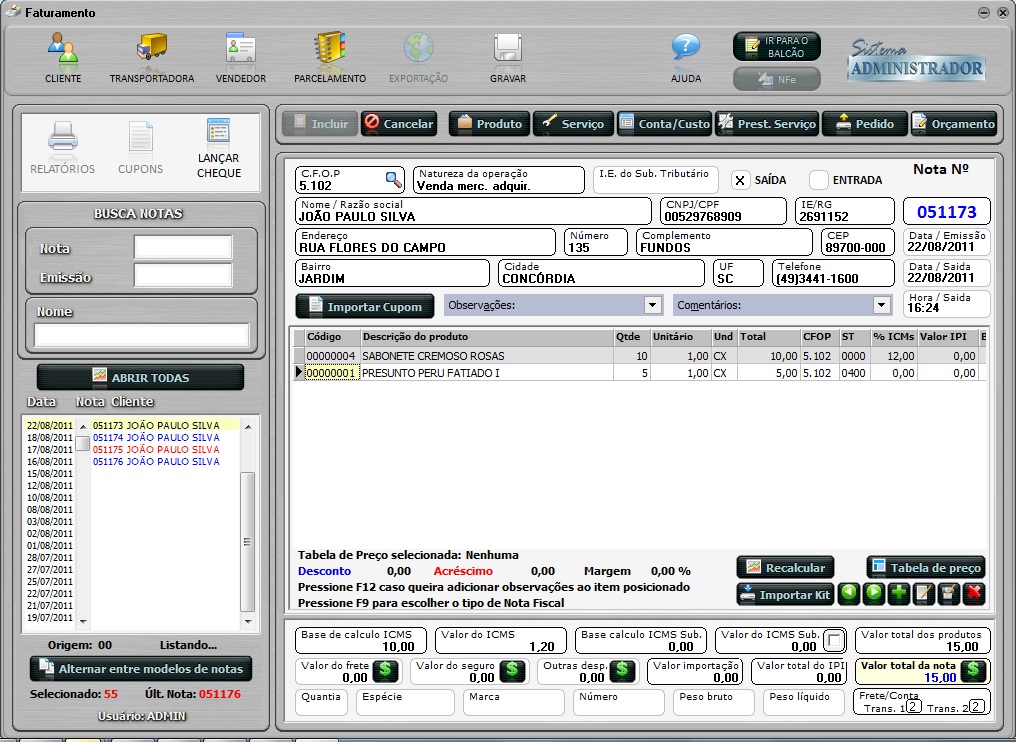 Faturamento
CLIENTE
TRANSPORTADORA
VENDEDOR
PARCELAMENTO
EXPORTAÇÃO
GRAVAR
AJUDA
IR PARA O
BALCÃO
NFe
Sistema
ADMINISTRADOR
RELATÓRIOS
CUPONS
LANÇAR
CHEQUE
BUSCA NOTAS
Nota
Emissão
Nome
ABRIR TODAS
Data Nota Cliente
22/08/2011 051173 JOÃO PAULO SILVA
18/08/2011 051174 JOÃO PAULO SILVA
17/08/2011 051175 JOÃO PAULO SILVA
16/08/2011 051176 JOÃO PAULO SILVA
15/08/2011
12/08/2011
10/08/2011
08/08/2011
03/08/2011
02/08/2011
01/08/2011
28/07/2011
27/07/2011
25/07/2011
22/07/2011
21/07/2011
19/07/2011
Origem: 00 Listando...
Alternar entre modelos de notas
Selecionado: 55 Últ. Nota: 051176
Usuário: ADMIN
Incluir Cancelar Produto Serviço Conta/Custo Prest. Serviço Pedido Orçamento
C.F.O.P Natureza da operação I.E. do Sub. Tributário X SAÍDA ENTRADA Nota Nº
5.102 Venda merc. adquir.
Nome / Razão social CNPJ/CPF IE/RG
JOÃO PAULO SILVA 00529768909 2691152 051173
Endereço Número Complemento CEP Data / Emissão
RUA FLORES DO CAMPO 135 FUNDOS 89700-000 22/08/2011
Bairro Cidade UF Telefone Data / Saida
JARDIM CONCÓRDIA SC (49)3441-1600 22/08/2011
Importar Cupom Observações: Comentários: Hora / Saida
16:24
Código Descrição do produto Qtde Unitário Und Total CFOP ST % ICMs Valor IPI
00000004 SABONETE CREMOSO ROSAS 10 1,00 CX 10,00 5.102 0000 12,00 0,00
00000001 PRESUNTO PERU FATIADO I 5 1,00 CX 5,00 5.102 0400 0,00 0,00
Tabela de Preço selecionada: Nenhuma
Desconto 0,00 Acréscimo 0,00 Margem 0,00 % Recalcular Tabela de preço
Pressione F12 caso queira adicionar observações ao item posicionado
Importar Kit
Pressione F9 para escolher o tipo de Nota Fiscal
Base de calculo ICMS Valor do ICMS Base calculo ICMS Sub. Valor do ICMS Sub. Valor total dos produtos
10,00 1,20 0,00 0,00 15,00
Valor do frete Valor do seguro Outras desp. Valor importação Valor total do IPI Valor total da nota
0,00 $ 0,00 $ 0,00 $ 0,00 0,00 15,00 $
Quantia Espécie Marca Número Peso bruto Peso líquido Frete/Conta
Trans. 1 2 Trans. 2 2